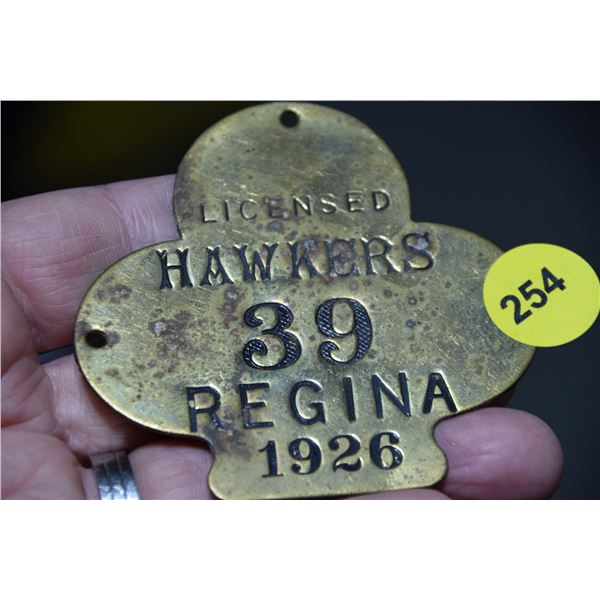 LICENSED
HAWKERS
39
REGINA
1926
254